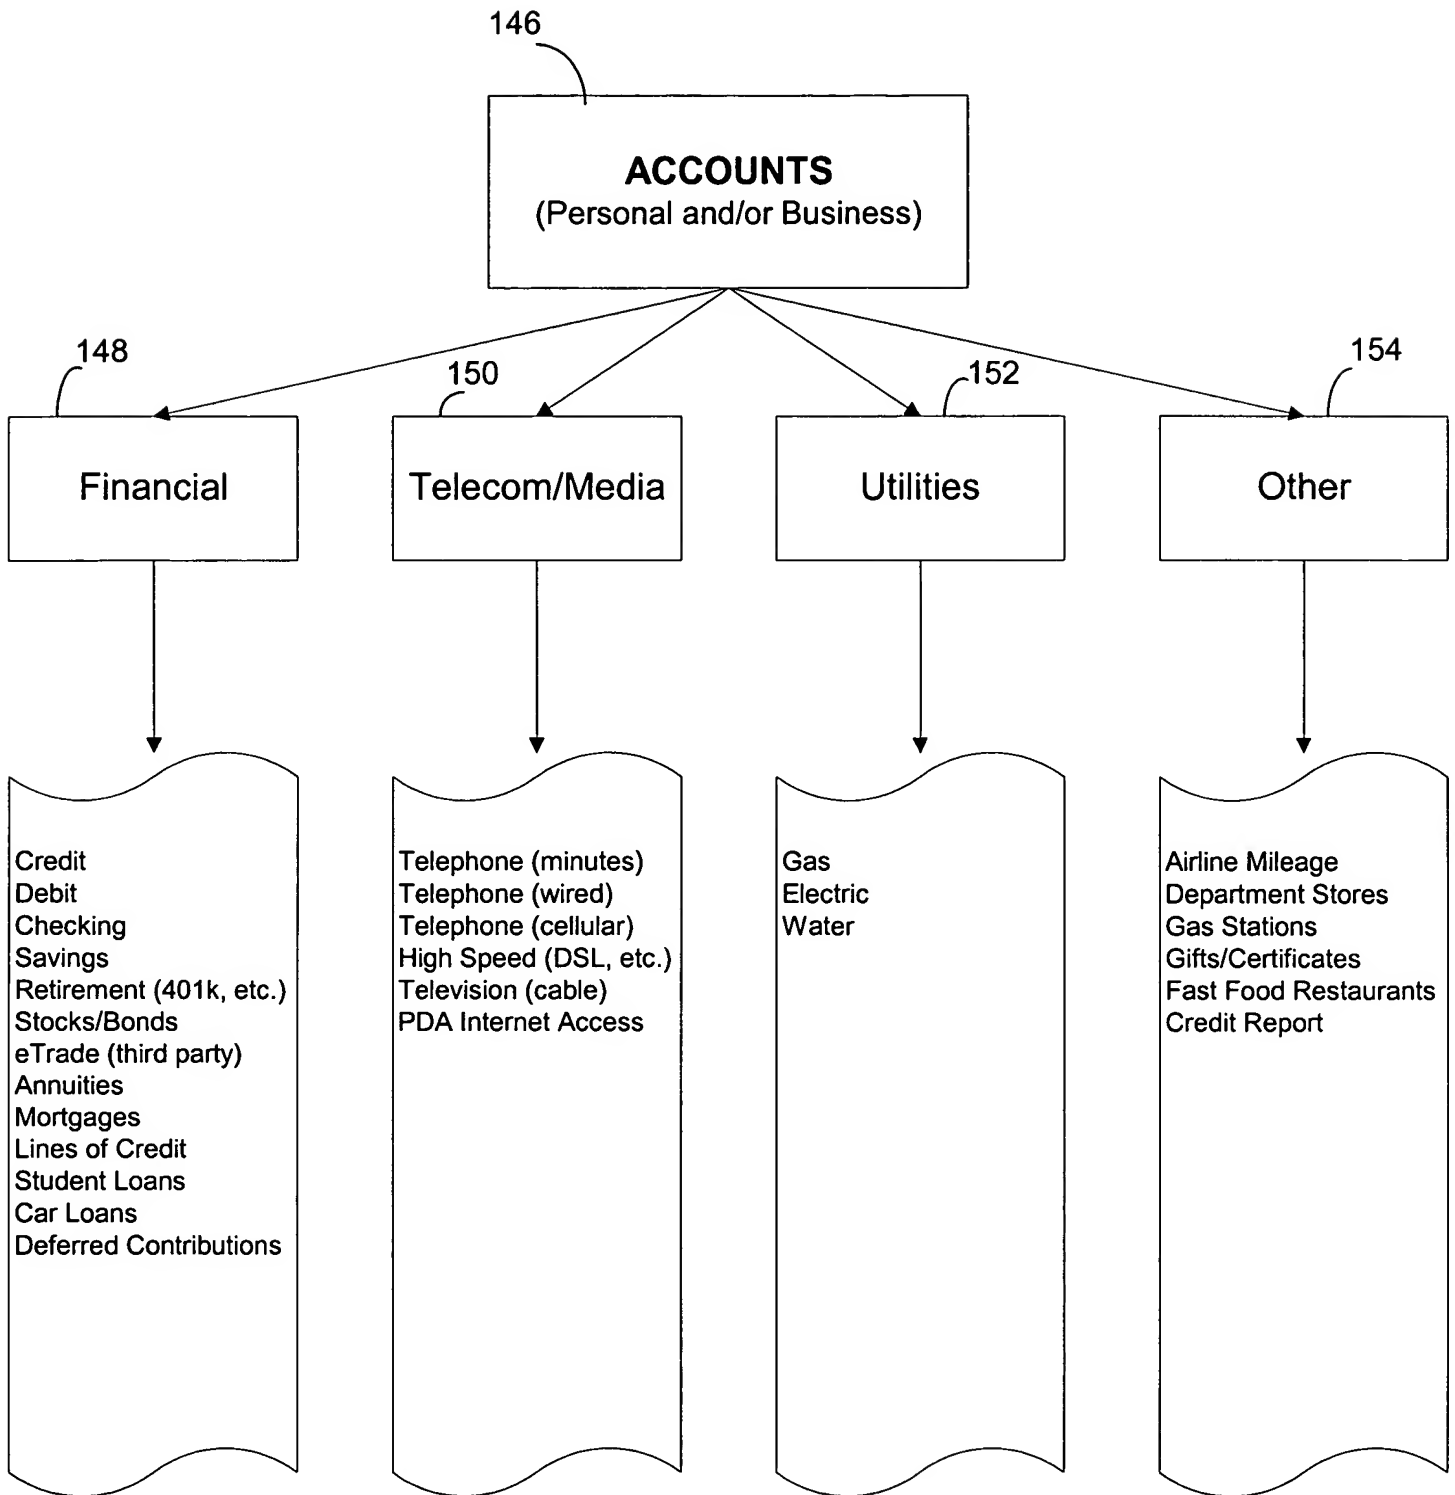 146
ACCOUNTS
(Personal and/or Business)
148
150
152
154
Financial
Telecom/Media
Utilities
Other
Credit
Debit
Checking
Savings
Retirement (401k, etc.)
Stocks/Bonds
eTrade (third party)
Annuities
Mortgages
Lines of Credit
Student Loans
Car Loans
Deferred Contributions
Telephone (minutes)
Telephone (wired)
Telephone (cellular)
High Speed (DSL, etc.)
Television (cable)
PDA Internet Access
Gas
Electric
Water
Airline Mileage
Department Stores
Gas Stations
Gifts/Certificates
Fast Food Restaurants
Credit Report